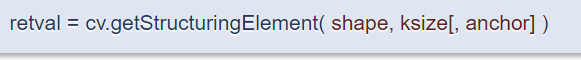 retval = cv.getStructuringElement( shape, ksize[, anchor] )